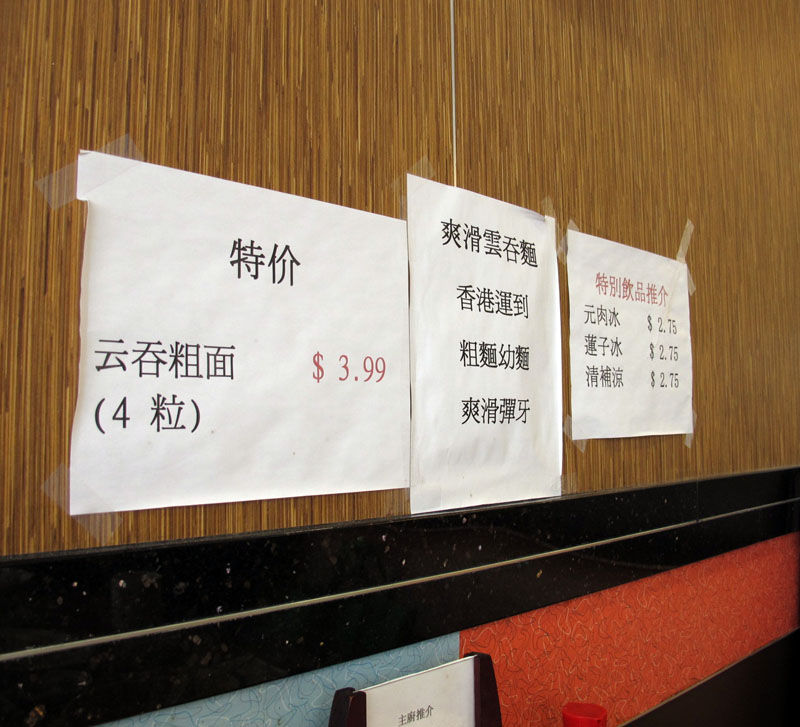 特价
云吞粗面 $ 3.99
(4 粒)
爽滑雲吞麵
香港運到
粗麵幼麵
爽滑彈牙
特別飲品推介
元肉冰 $ 2.75
蓮子冰 $ 2.75
清補涼 $ 2.75
主廚推介